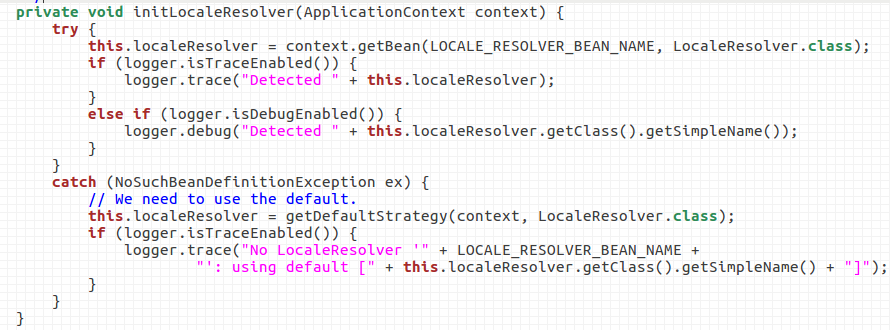 private void initLocaleResolver(ApplicationContext context) {
    try {
        this.localeResolver = context.getBean(LOCALE_RESOLVER_BEAN_NAME, LocaleResolver.class);
        if (logger.isTraceEnabled()) {
            logger.trace("Detected " + this.localeResolver);
        }
        else if (logger.isDebugEnabled()) {
            logger.debug("Detected " + this.localeResolver.getClass().getSimpleName());
        }
    }
    catch (NoSuchBeanDefinitionException ex) {
        // We need to use the default.
        this.localeResolver = getDefaultStrategy(context, LocaleResolver.class);
        if (logger.isTraceEnabled()) {
            logger.trace("No LocaleResolver '" + LOCALE_RESOLVER_BEAN_NAME +
                    "': using default [" + this.localeResolver.getClass().getSimpleName() + "]");
        }
    }
}